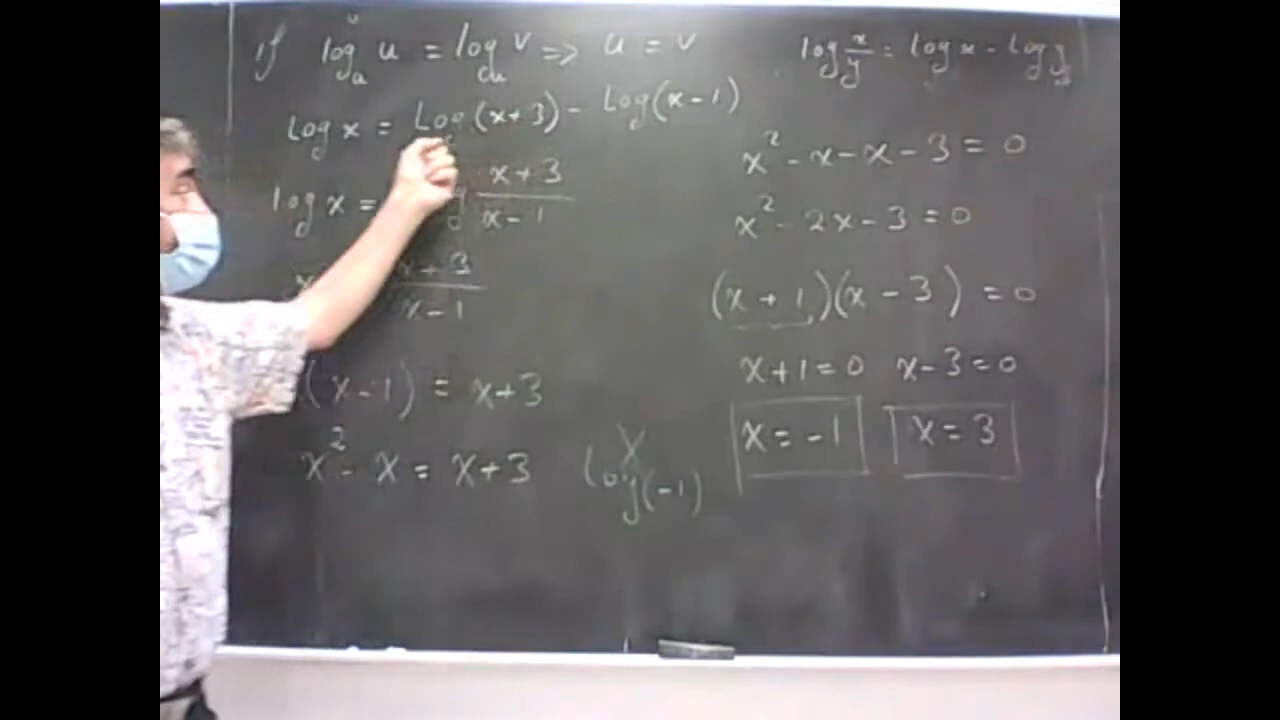 if log_a u = log_a v => u = v
log x = log(x+3) - log(x-1)
log x = x+3 / x-1
x+3 / x-1
(x-1) = x+3
x² - x = x+3
log(-1)
log x/y = log x - log y
x² - x - x - 3 = 0
x² - 2x - 3 = 0
(x + 1)(x - 3) = 0
x+1=0 x-3=0
x = -1 x = 3